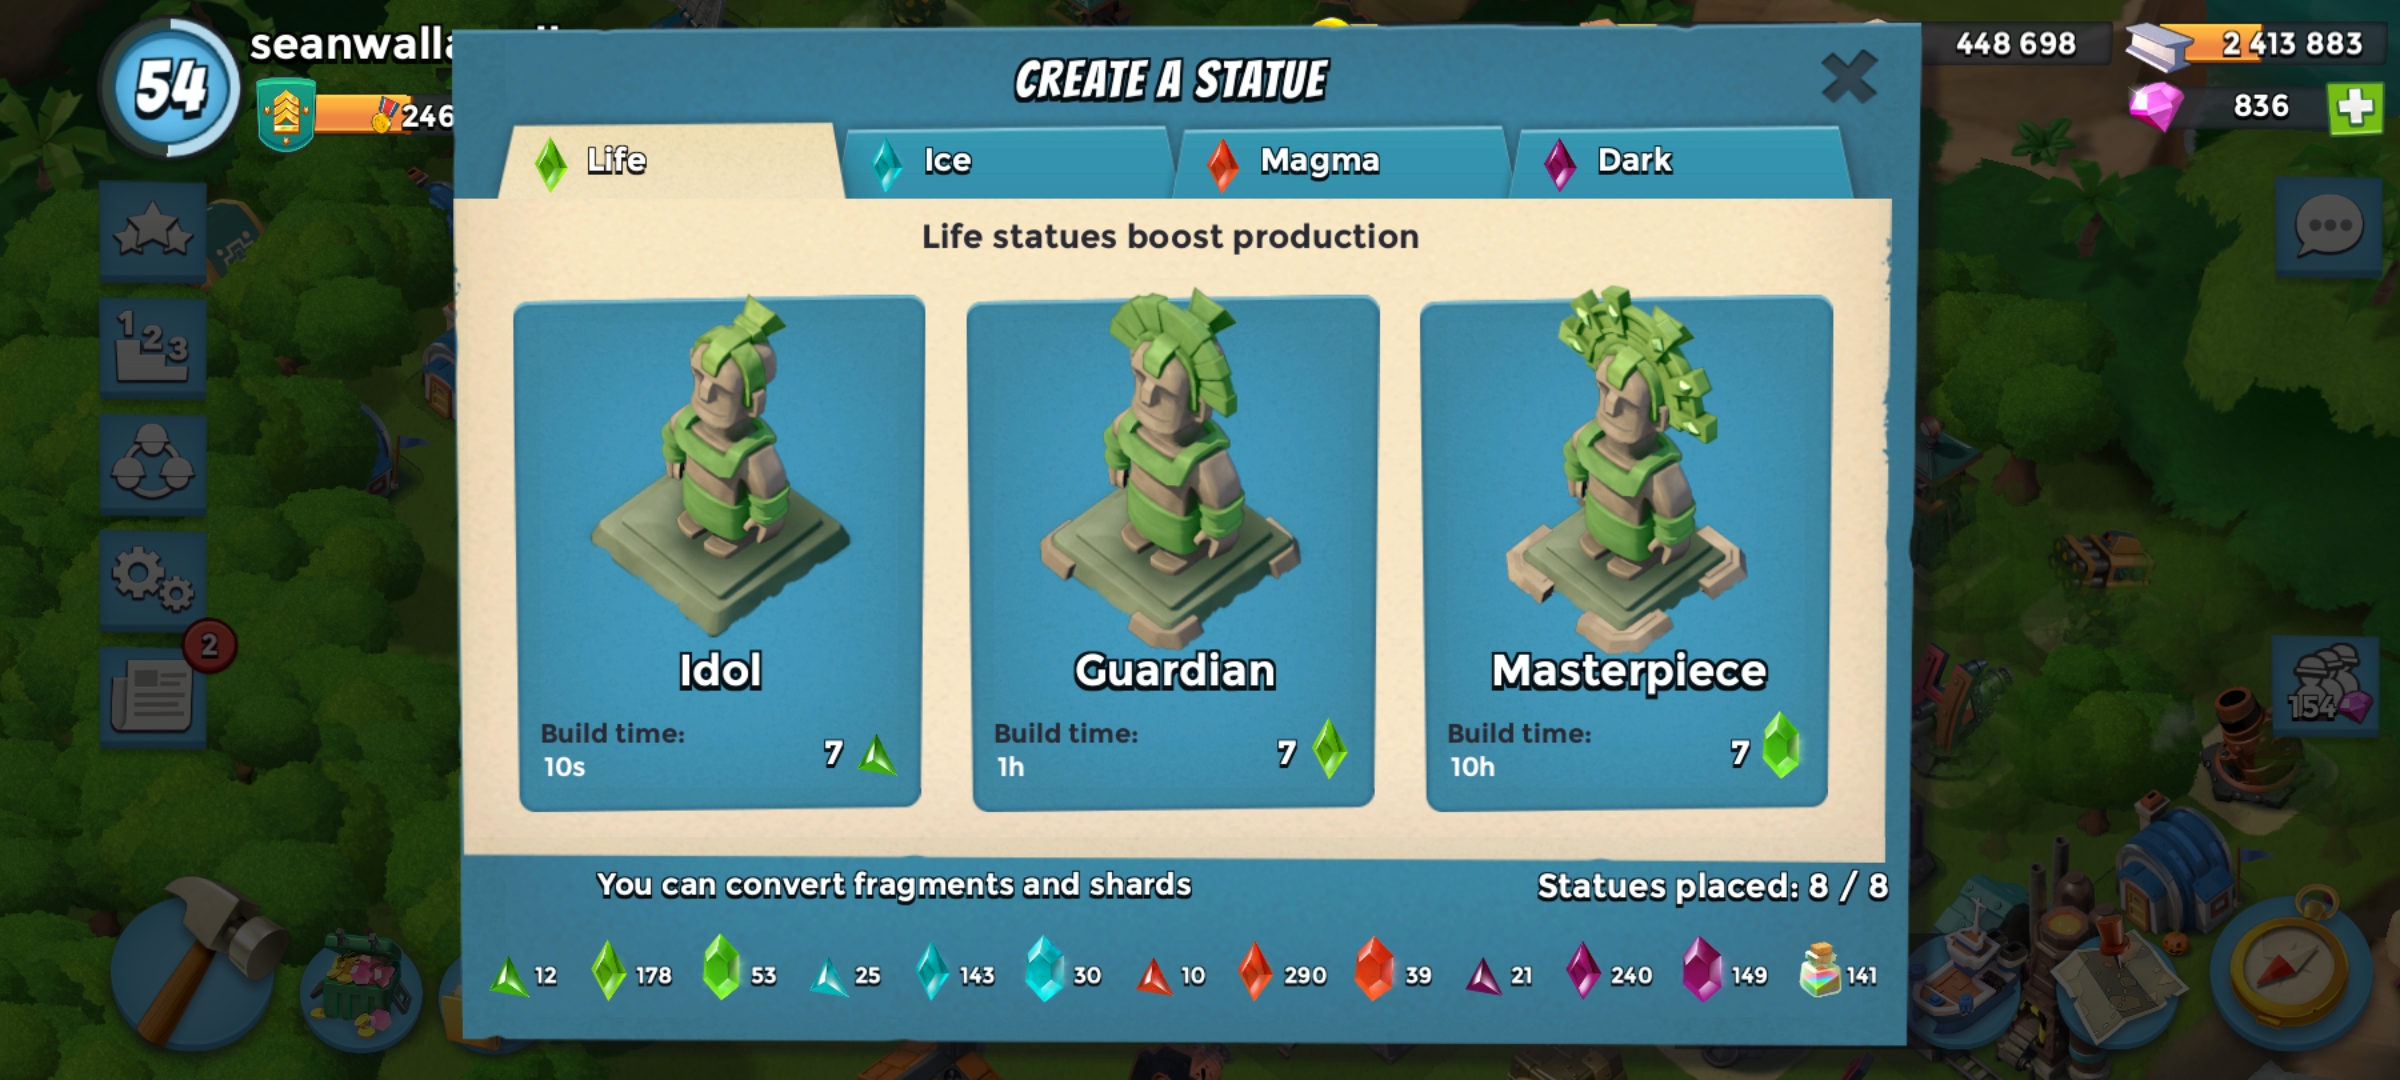 54
246
CREATE A STATUE
448 698
2 413 883
836
Life
Ice
Magma
Dark
Life statues boost production
1 2 3
2
Idol
Build time:
10s
7
Guardian
Build time:
1h
7
Masterpiece
Build time:
10h
7
154
You can convert fragments and shards
Statues placed: 8 / 8
12 178 53 25 143 30 10 290 39 21 240 149 141